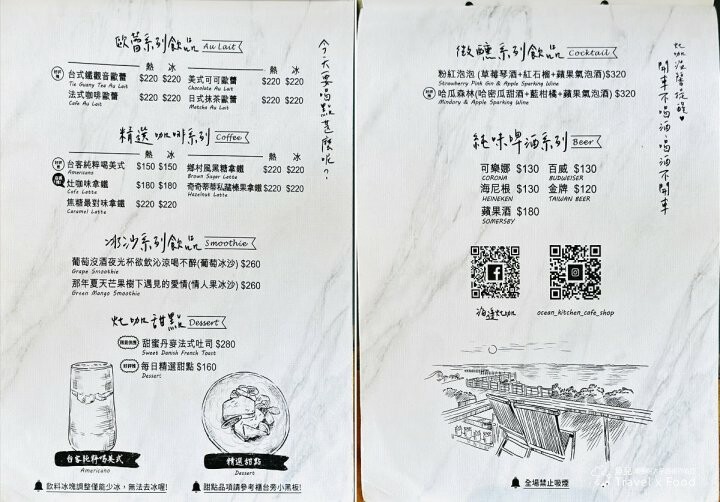 歐蕾系列飲品 Au Lait
熱 冰 熱 冰
台式鐵觀音歐蕾 $220 $220 美式可可歐蕾 $220 $220
Tie Guany Tea Au Lait Chocolate Au Lait
法式咖啡歐蕾 $220 $220 日式抹茶歐蕾 $220 $220
Cafe Au Lait Matcha Au Lait
今天要喝點甚麼呢?
精選咖啡系列 Coffee
熱 冰 熱 冰
台客純粹喝美式 $150 $150 鄉村風黑糖拿鐵 $220 $220
Americano Brown Sugar Latte
灶咖味拿鐵 $180 $180 奇奇蒂蒂私藏榛果拿鐵 $220 $220
Cafe Latte Hazelnut Latte
焦糖最對味拿鐵 $220 $220
Caramel Latte
冰沙系列飲品 Smoothie
葡萄沒酒夜光杯欲飲沁涼喝不醉(葡萄冰沙) $260
Grape Smoothie
那年夏天芒果樹下遇見的愛情(情人果冰沙) $260
Green Mango Smoothie
灶咖甜點 Dessert
甜蜜丹麥法式吐司 $280
Sweet Danish French Toast
每日精選甜點 $160
Dessert
台客純粹喝美式
Americano
精選甜點
Dessert
飲料冰塊調整僅能少冰,無法去冰喔!
甜點品項請參考櫃台旁小黑板!
微醺系列飲品 Cocktail
粉紅泡泡 (草莓琴酒+紅石榴+蘋果氣泡酒) $320
Strawberry Pink Gin & Apple Sparkling Wine
哈瓜森林(哈密瓜甜酒+藍柑橘+蘋果氣泡酒) $320
Mindory & Apple Sparkling Wine
開車不喝酒 喝酒不開車
純味啤酒系列 Beer
可樂娜 $130 百威 $130
CORONA BUDWEISER
海尼根 $130 金牌 $120
HEINEKEN TAIWAN BEER
蘋果酒 $180
SOMERSBY
海邊灶咖
ocean_kitchen_cafe_shop
全場禁止吸煙
Travel x Food